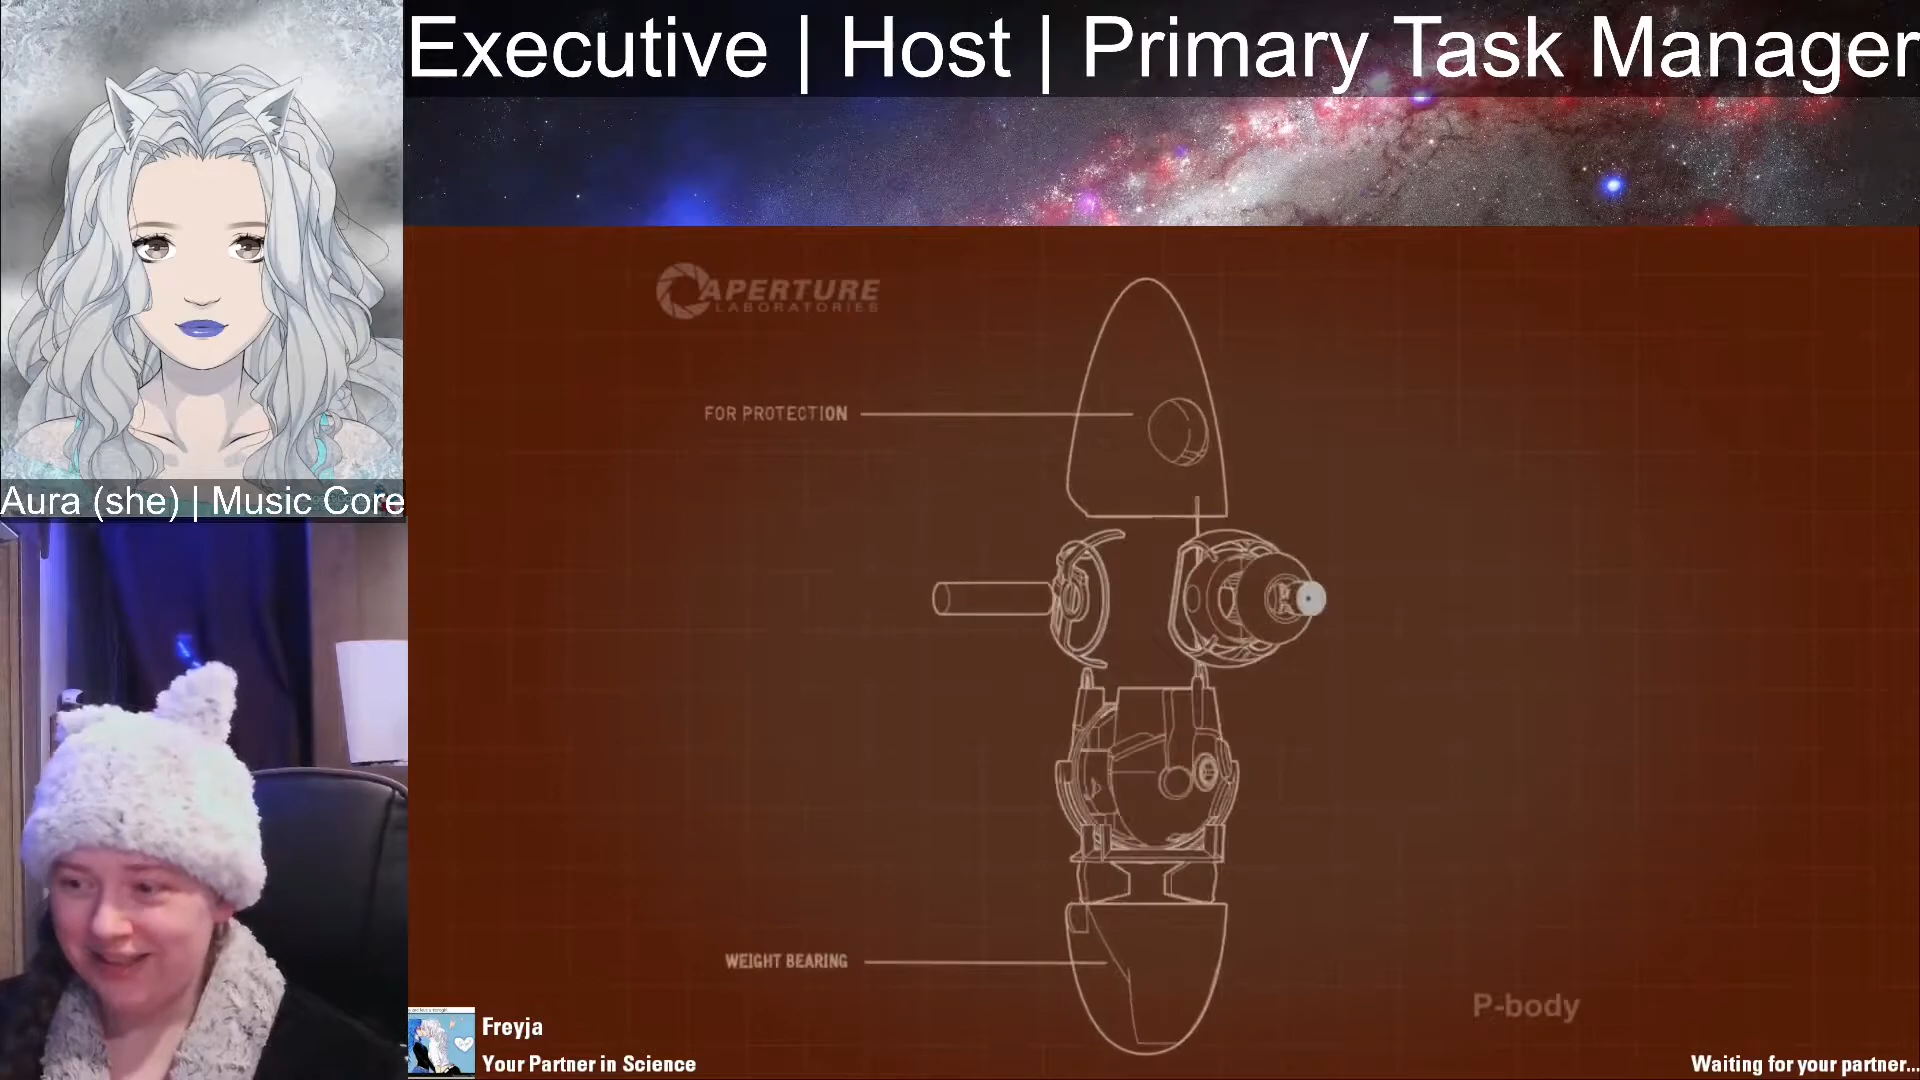 Executive | Host | Primary Task Manager
APERTURE
LABORATORIES
FOR PROTECTION
Aura (she) | Music Core
WEIGHT BEARING
P-body
Freyja
Your Partner in Science
Waiting for your partner...